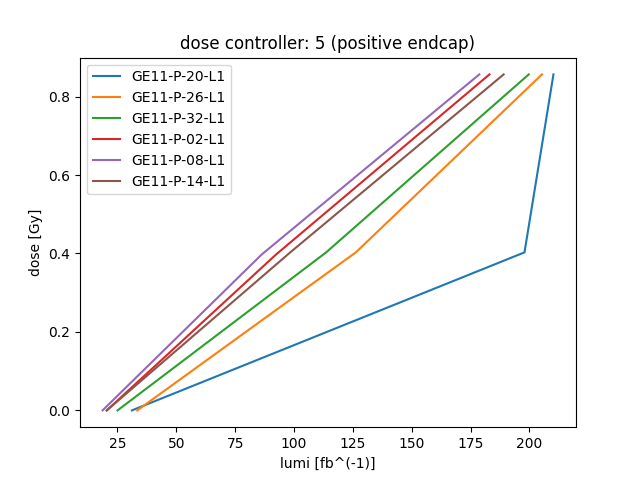 dose controller: 5 (positive endcap)
GE11-P-20-L1
GE11-P-26-L1
GE11-P-32-L1
GE11-P-02-L1
GE11-P-08-L1
GE11-P-14-L1
dose [Gy]
0.8
0.6
0.4
0.2
0.0
25 50 75 100 125 150 175 200
lumi [fb^(-1)]